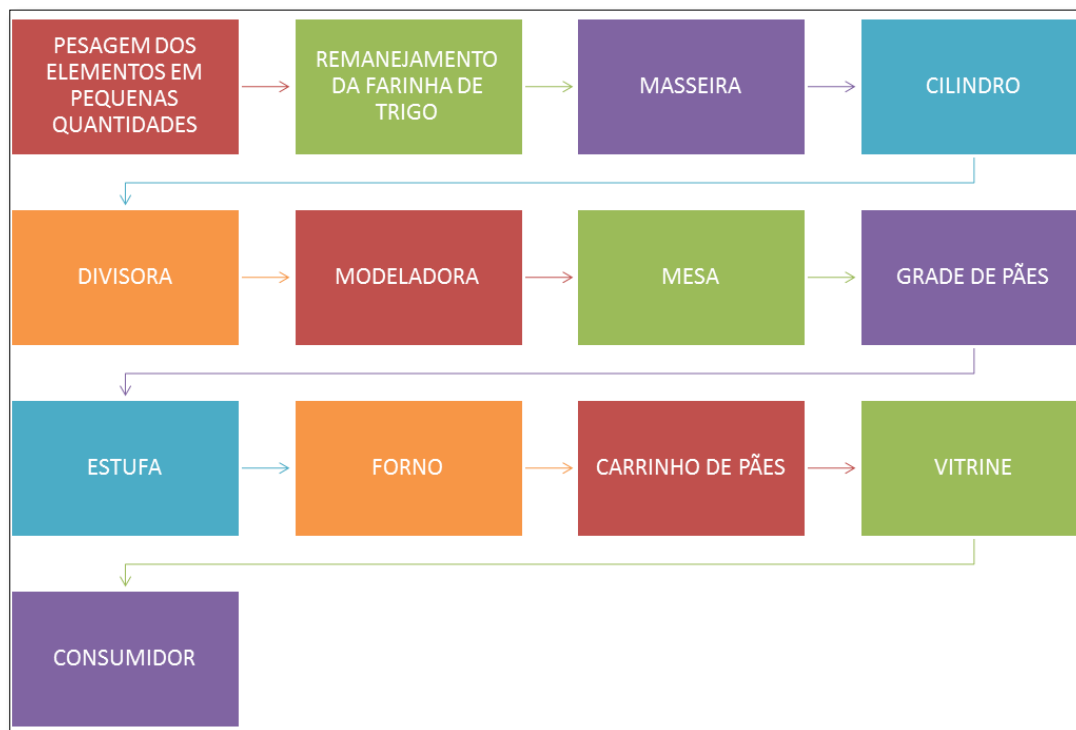 PESAGEM DOS
ELEMENTOS EM
PEQUENAS
QUANTIDADES
REMANEJAMENTO
DA FARINHA DE
TRIGO
MASSEIRA
CILINDRO
DIVISORA
MODELADORA
MESA
GRADE DE PÃES
ESTUFA
FORNO
CARRINHO DE PÃES
VITRINE
CONSUMIDOR